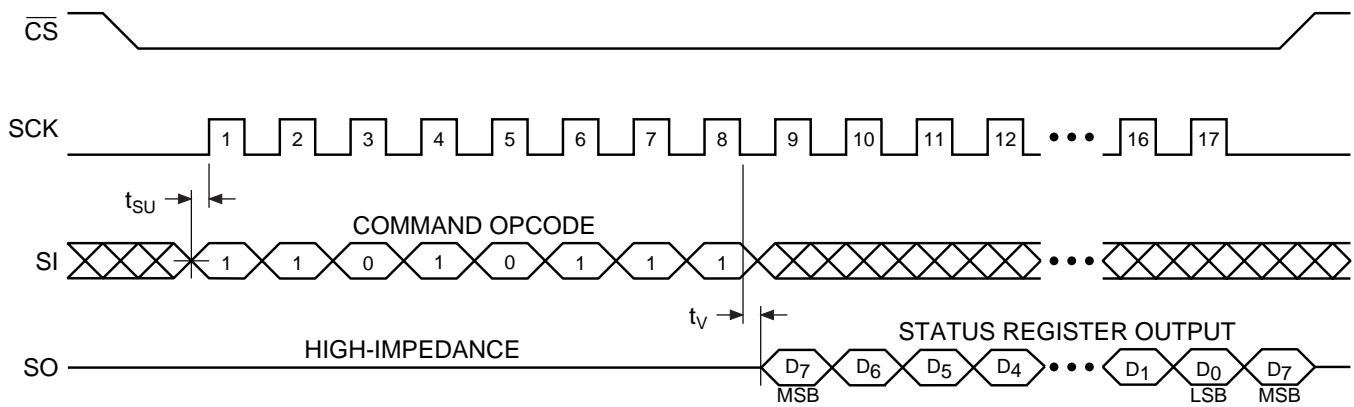 CS
SCK 1 2 3 4 5 6 7 8 9 10 11 12 ••• 16 17
tSU
COMMAND OPCODE
SI 1 1 0 1 0 1 1 1 •••
tV
HIGH-IMPEDANCE STATUS REGISTER OUTPUT
SO D7 D6 D5 D4 ••• D1 D0 D7
MSB LSB MSB